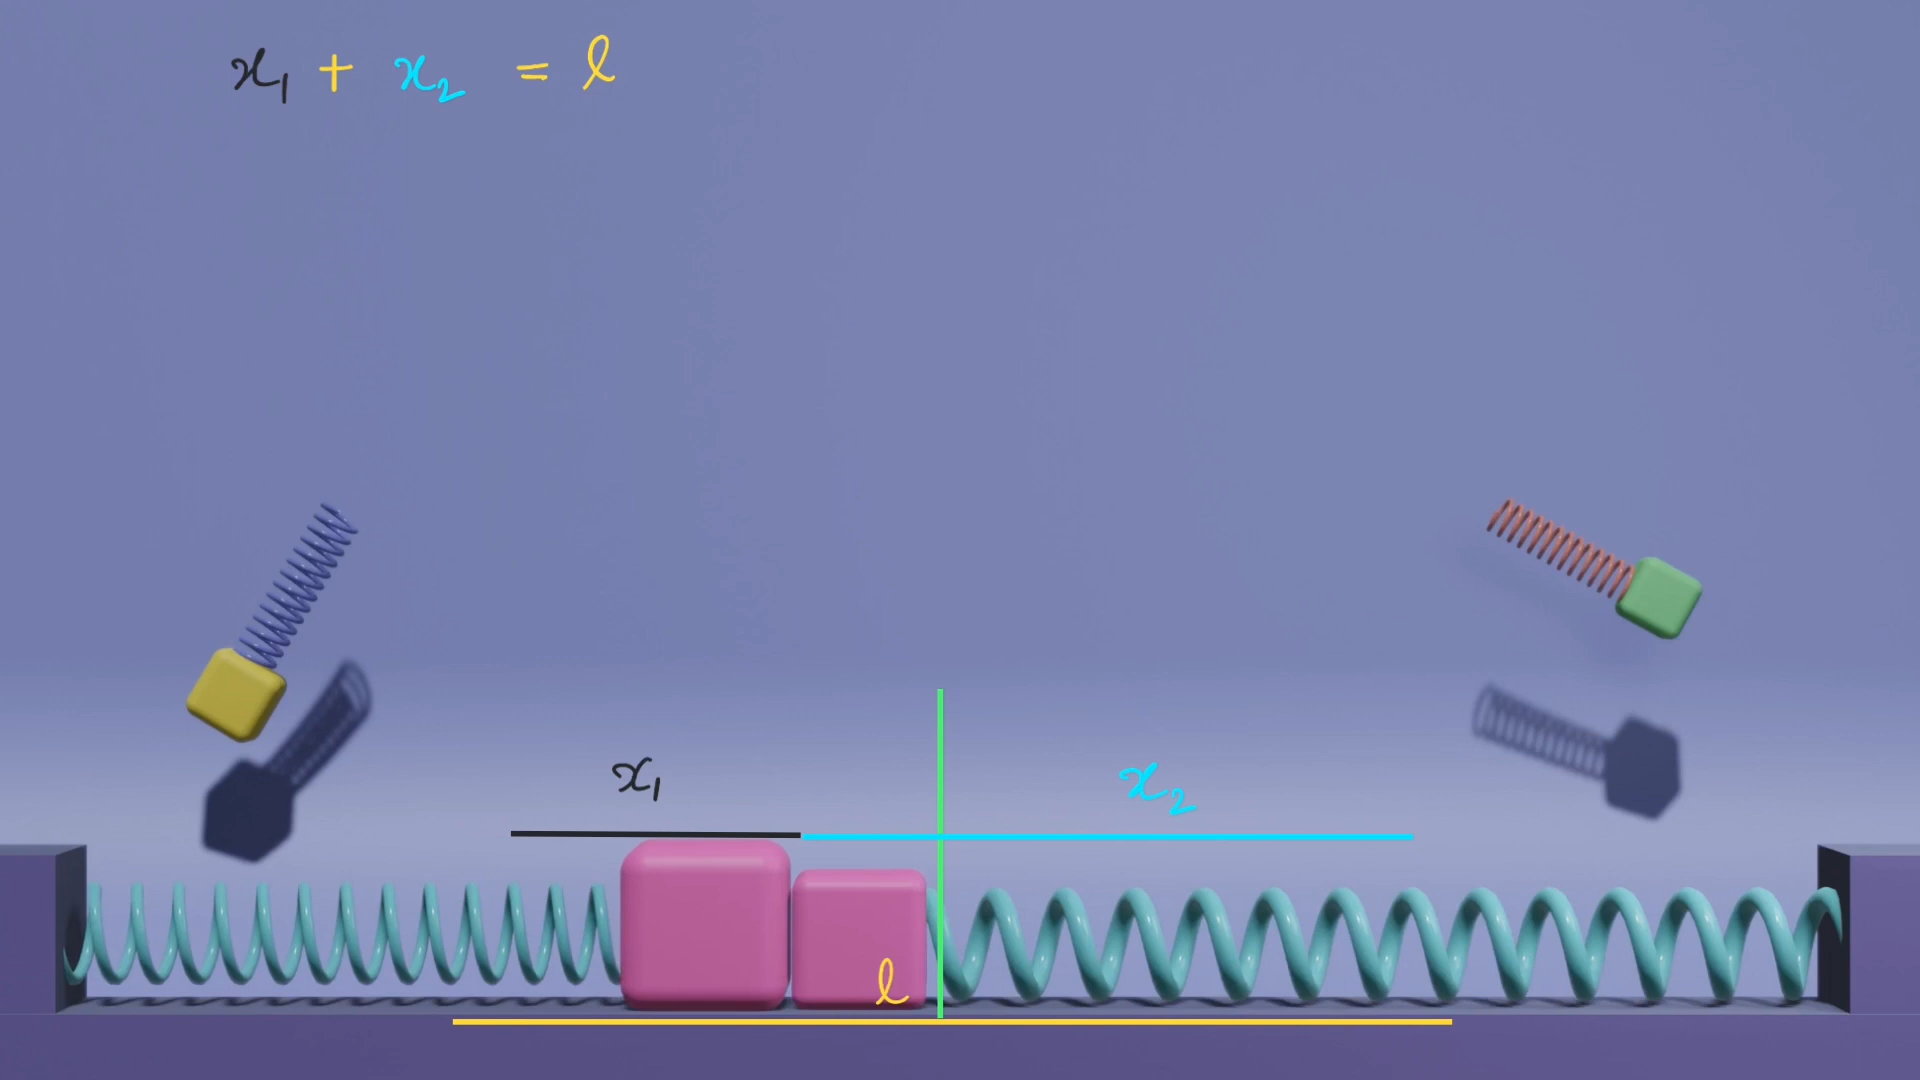 x₁ + x₂ = l
x₁ x₂
l